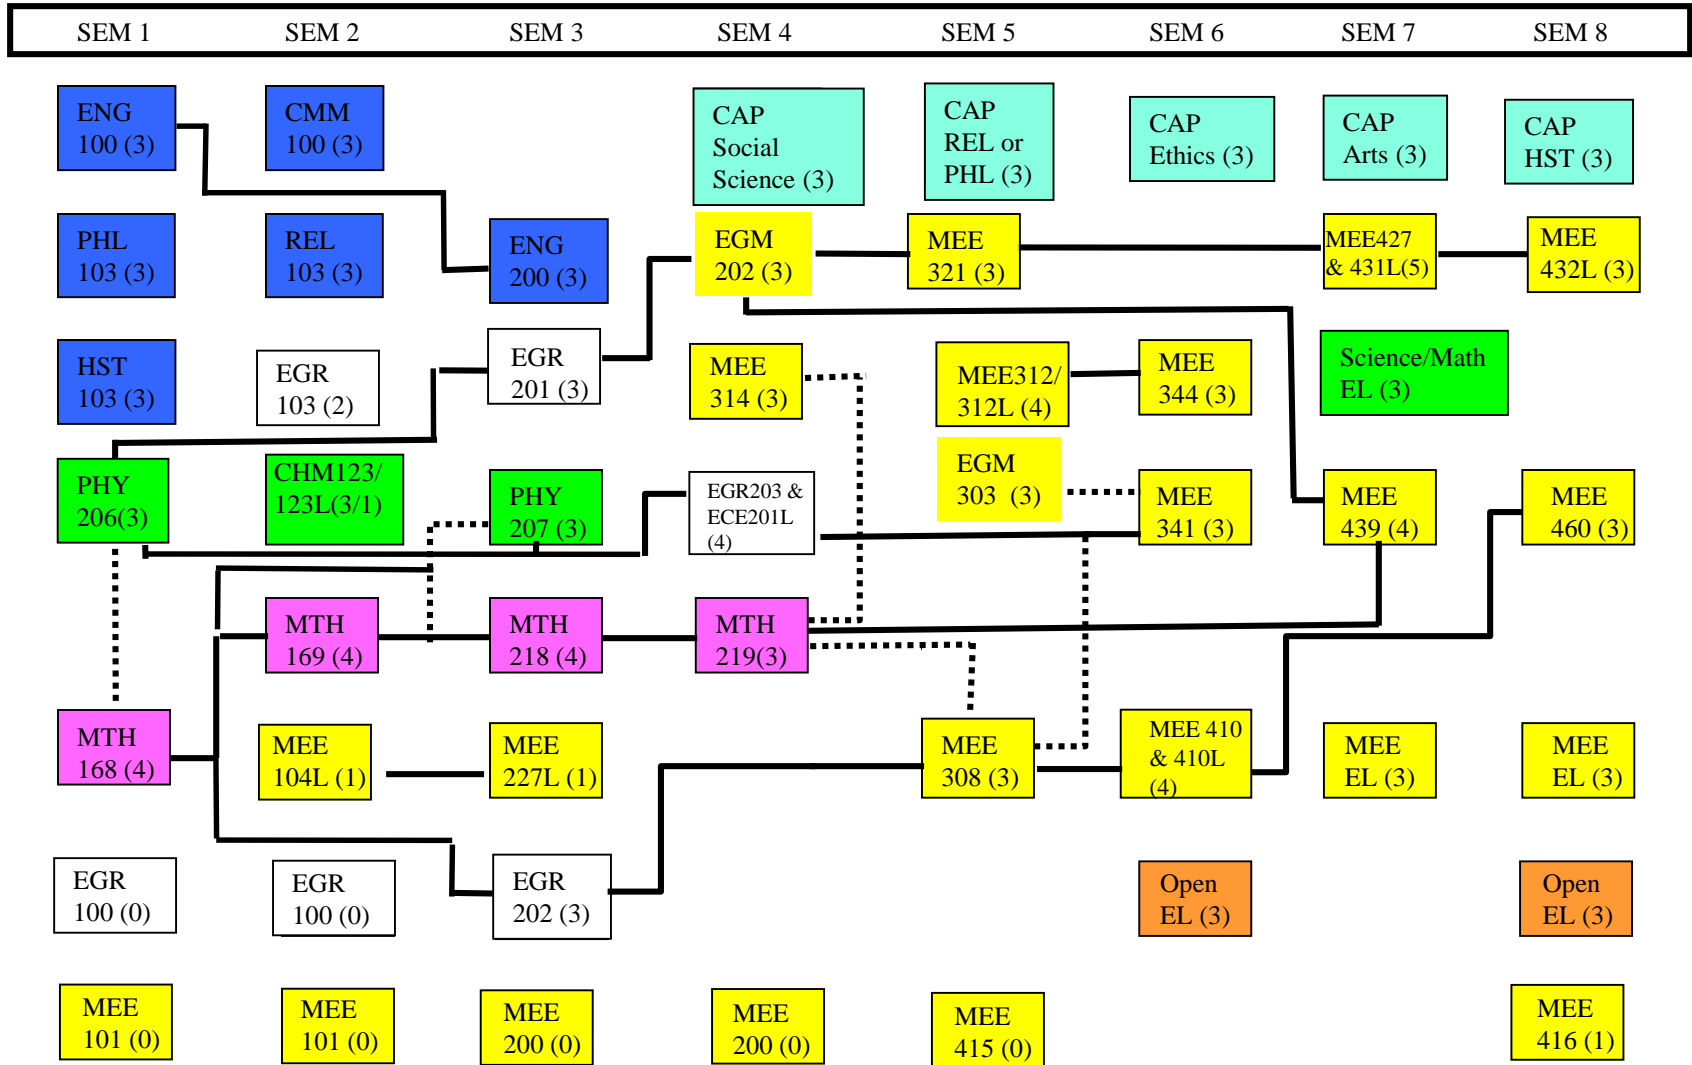 SEM 1
SEM 2
SEM 3
SEM 4
SEM 5
SEM 6
SEM 7
SEM 8
ENG
100 (3)
CMM
100 (3)
CAP
Social
Science (3)
CAP
REL or
PHL (3)
CAP
Ethics (3)
CAP
Arts (3)
CAP
HST (3)
PHL
103 (3)
REL
103 (3)
ENG
200 (3)
EGM
202 (3)
MEE
321 (3)
MEE427
& 431L(5)
MEE
432L (3)
HST
103 (3)
EGR
103 (2)
EGR
201 (3)
MEE
314 (3)
MEE312/
312L (4)
MEE
344 (3)
Science/Math
EL (3)
PHY
206(3)
CHM123/
123L(3/1)
PHY
207 (3)
EGR203 &
ECE201L
(4)
EGM
303 (3)
MEE
341 (3)
MEE
439 (4)
MEE
460 (3)
MTH
169 (4)
MTH
218 (4)
MTH
219(3)
MTH
168 (4)
MEE
104L (1)
MEE
227L (1)
MEE
308 (3)
MEE 410
& 410L
(4)
MEE
EL (3)
MEE
EL (3)
EGR
100 (0)
EGR
100 (0)
EGR
202 (3)
Open
EL (3)
Open
EL (3)
MEE
101 (0)
MEE
101 (0)
MEE
200 (0)
MEE
200 (0)
MEE
415 (0)
MEE
416 (1)